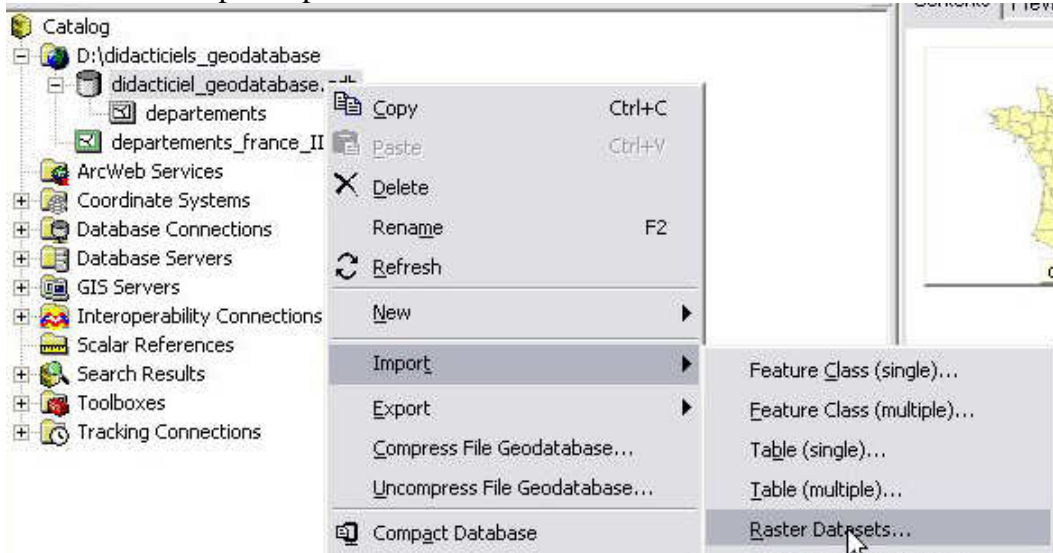 Catalog
D:\didacticiels_geodatabase
didacticiel_geodatabase.
departements
departements_france_II
ArcWeb Services
Coordinate Systems
Database Connections
Database Servers
GIS Servers
Interoperability Connections
Scalar References
Search Results
Toolboxes
Tracking Connections
Copy Ctrl+C
Paste Ctrl+V
Delete
Rename F2
Refresh
New
Import
Export
Compress File Geodatabase...
Uncompress File Geodatabase...
Compact Database
Feature Class (single)...
Feature Class (multiple)...
Table (single)...
Table (multiple)...
Raster Datasets...